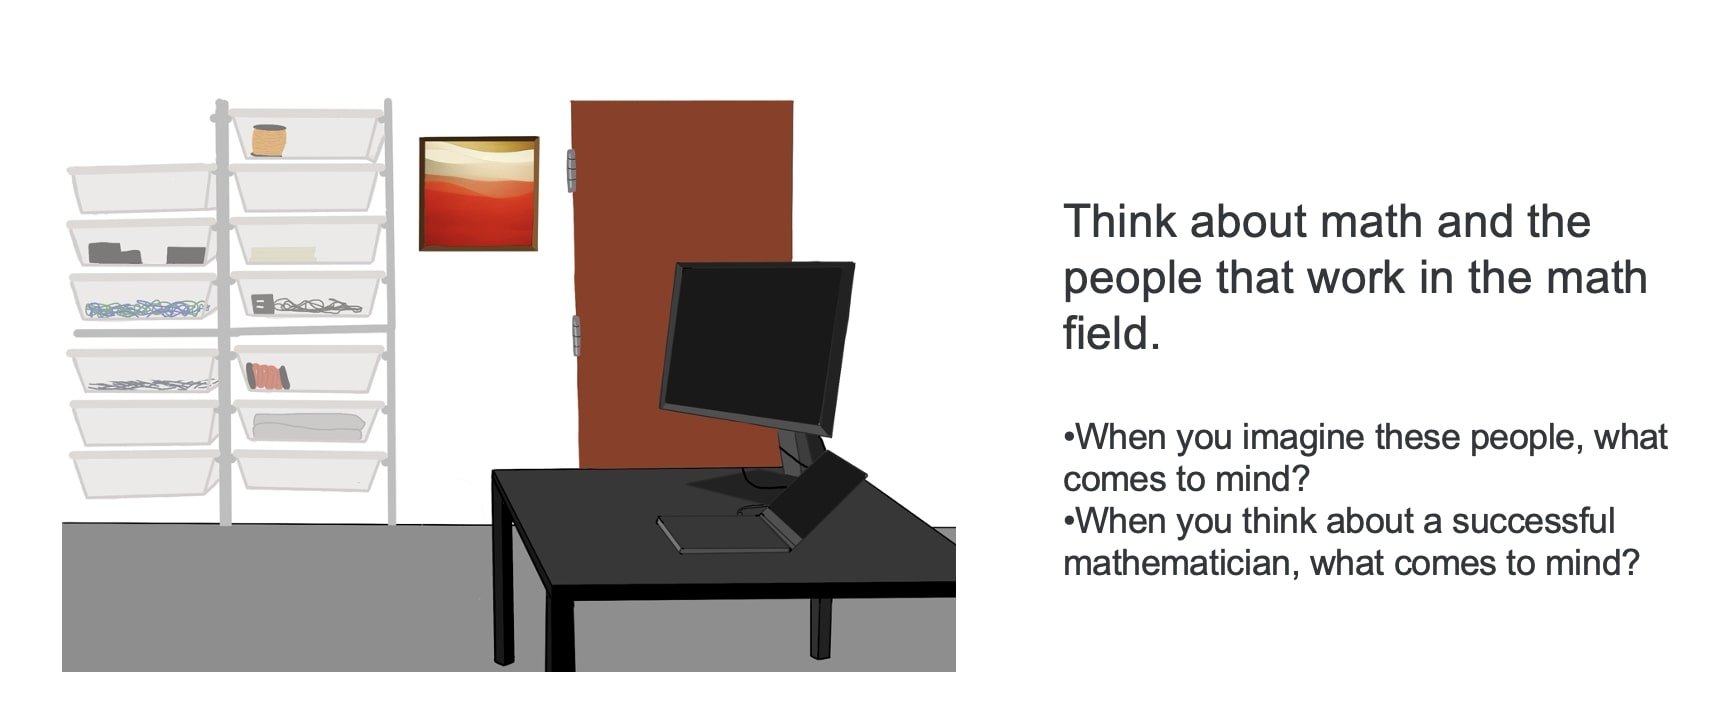 Think about math and the
people that work in the math
field.
•When you imagine these people, what
comes to mind?
•When you think about a successful
mathematician, what comes to mind?